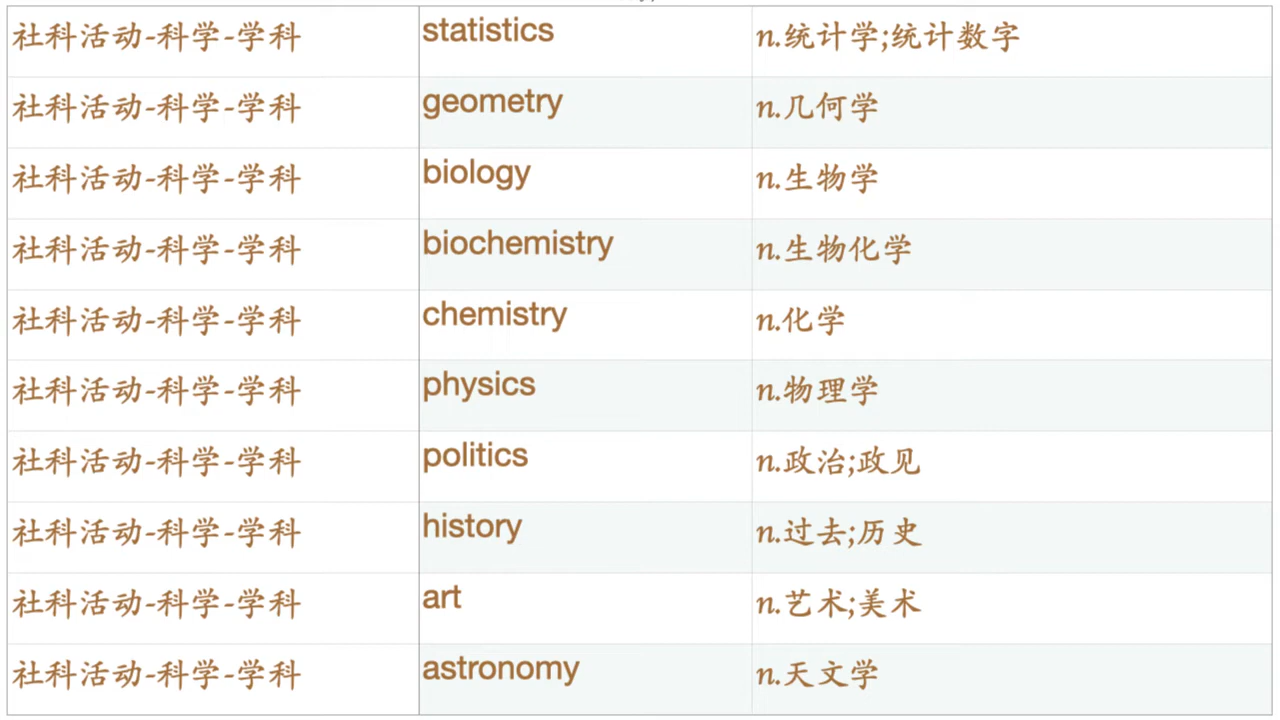 社科活动-科学-学科 statistics n.统计学;统计数字
社科活动-科学-学科 geometry n.几何学
社科活动-科学-学科 biology n.生物学
社科活动-科学-学科 biochemistry n.生物化学
社科活动-科学-学科 chemistry n.化学
社科活动-科学-学科 physics n.物理学
社科活动-科学-学科 politics n.政治;政见
社科活动-科学-学科 history n.过去;历史
社科活动-科学-学科 art n.艺术;美术
社科活动-科学-学科 astronomy n.天文学